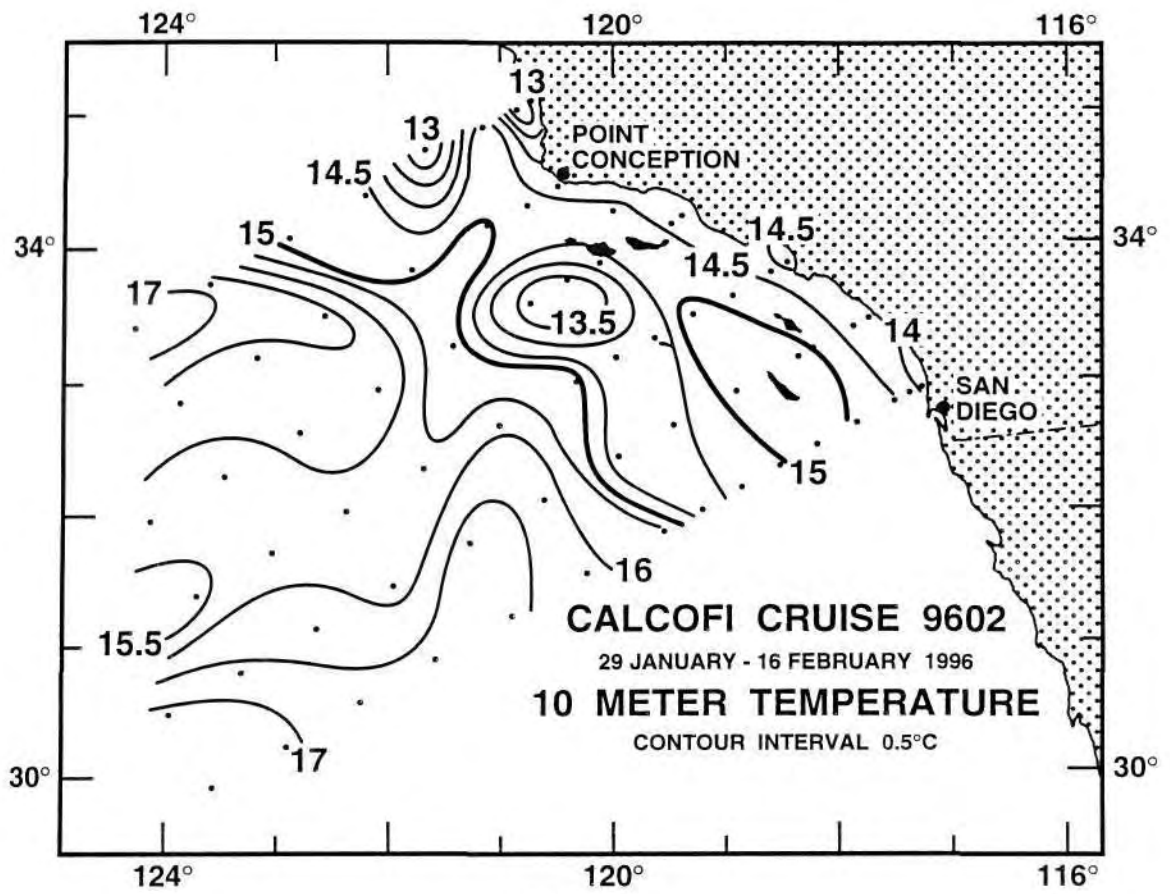 124° 120° 116°
13
13
POINT
CONCEPTION
14.5
15
14.5
34° 34°
14.5
17
13.5
14
SAN
DIEGO
15
16
CALCOFI CRUISE 9602
15.5
29 JANUARY - 16 FEBRUARY 1996
10 METER TEMPERATURE
CONTOUR INTERVAL 0.5°C
17
30° 30°
124° 120° 116°